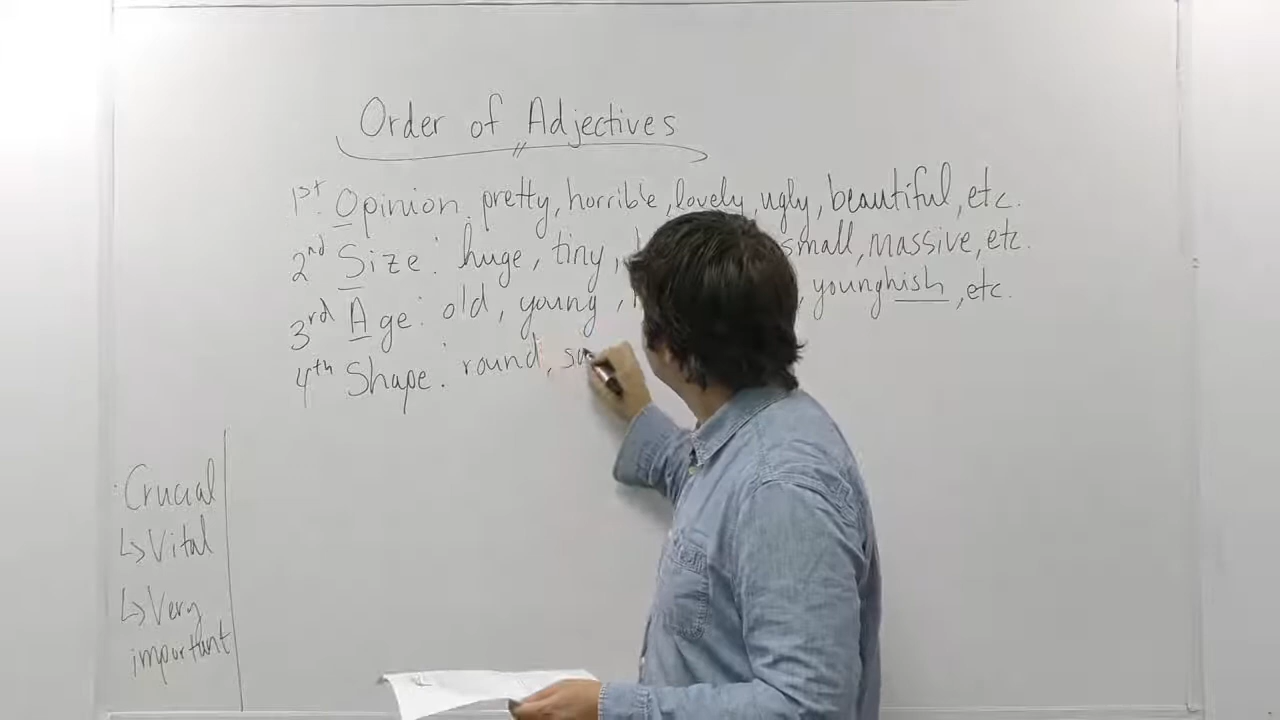 Order of Adjectives
1st. Opinion. pretty, horrible, lovely, ugly, beautiful, etc.
2nd Size: huge, tiny, small, massive, etc.
3rd Age: old, young, , younghish, etc.
4th Shape: round,
Crucial
↳ Vital
↳ Very
important